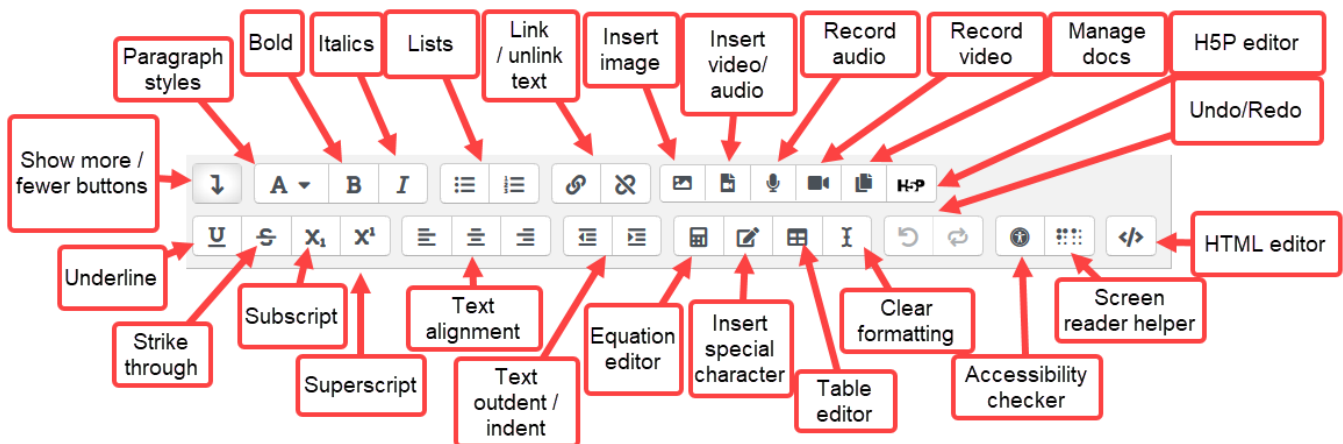 Paragraph
styles
Bold
Italics
Lists
Link
/ unlink
text
Insert
image
Insert
video/
audio
Record
audio
Record
video
Manage
docs
H5P editor
Undo/Redo
Show more /
fewer buttons
A B I H5P
U S X₁ X¹ </>
HTML editor
Underline
Strike
through
Subscript
Superscript
Text
alignment
Text
outdent /
indent
Equation
editor
Insert
special
character
Table
editor
Clear
formatting
Accessibility
checker
Screen
reader helper